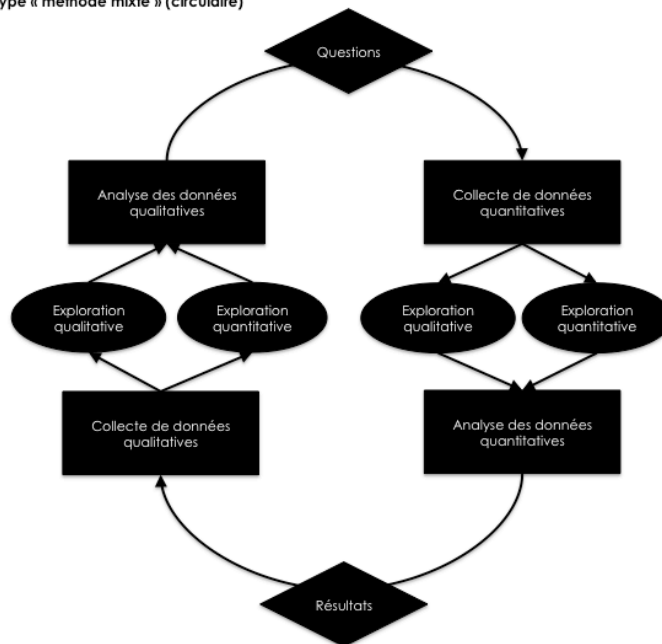 ype « méthode mixte » (circulaire)
Questions
Analyse des données
qualitatives
Collecte de données
quantitatives
Exploration
qualitative
Exploration
quantitative
Exploration
qualitative
Exploration
quantitative
Collecte de données
qualitatives
Analyse des données
quantitatives
Résultats